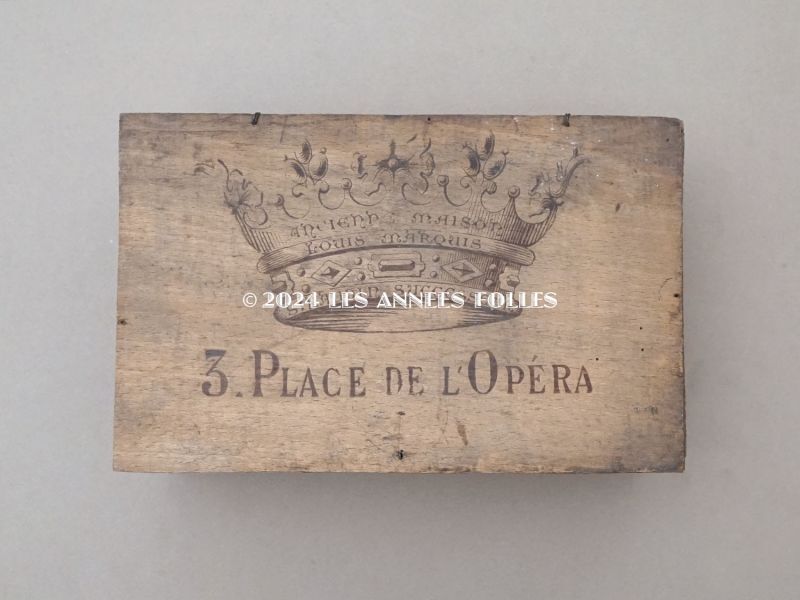 ANCIENNE MAISON
LOUIS MARQUIS
© 2024 LES ANNÉES FOLLES
3. PLACE DE L'OPÉRA